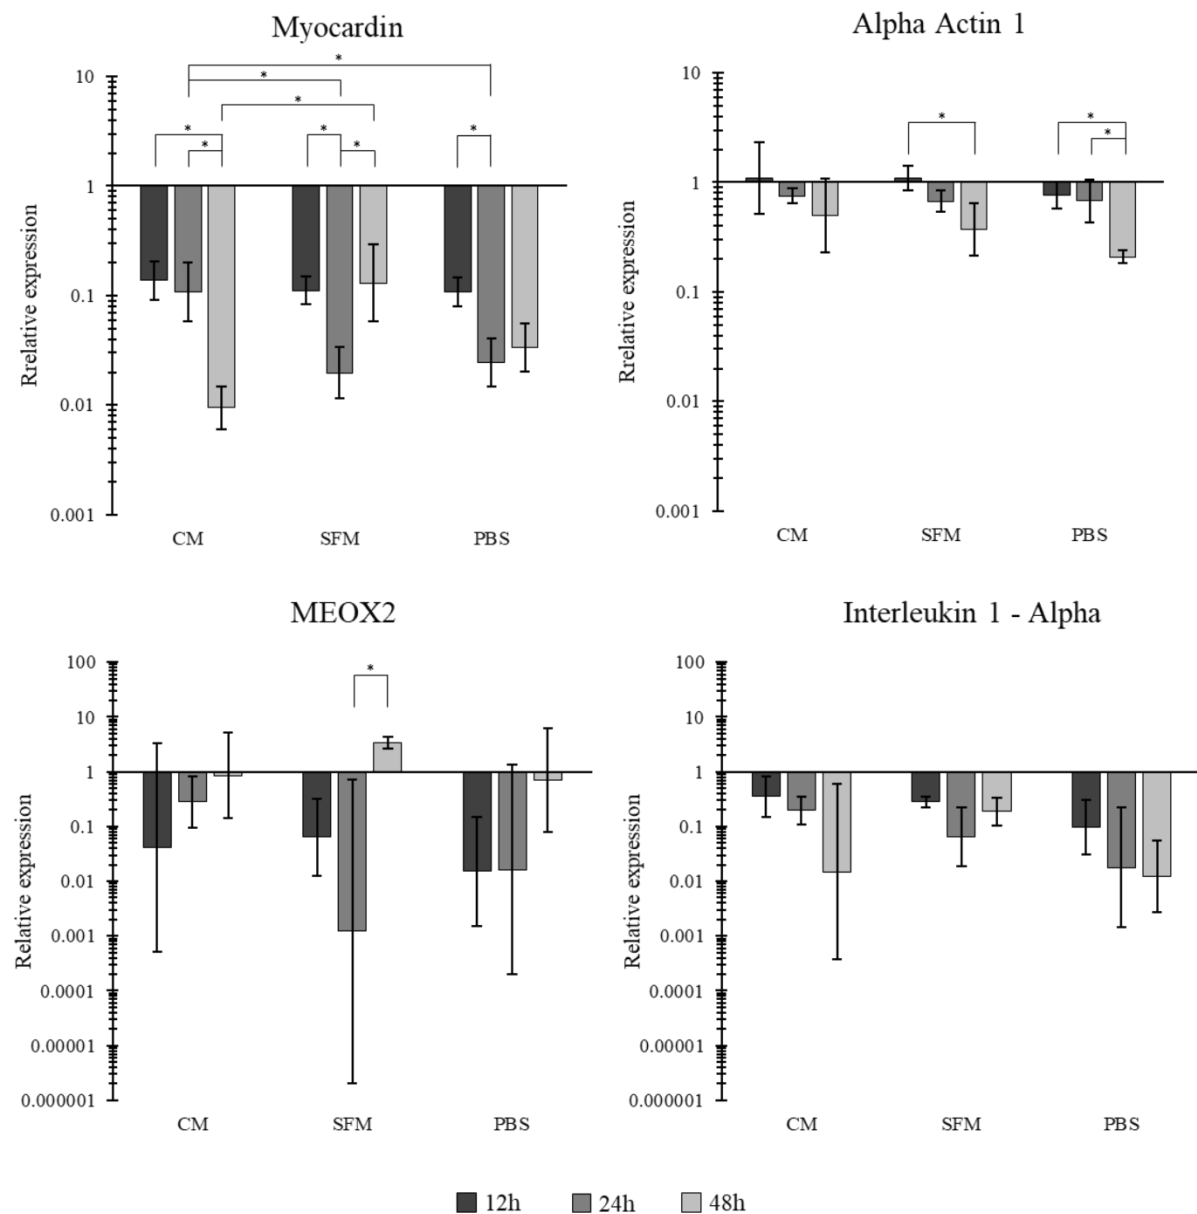 Myocardin
* * * * * * * *
10
1
0.1
0.01
0.001
Rrelative expression
CM SFM PBS
Alpha Actin 1
* * *
10
1
0.1
0.01
0.001
Rrelative expression
CM SFM PBS
MEOX2
*
100
10
1
0.1
0.01
0.001
0.0001
0.00001
0.000001
Relative expression
CM SFM PBS
Interleukin 1 - Alpha
100
10
1
0.1
0.01
0.001
0.0001
0.00001
0.000001
Relative expression
CM SFM PBS
12h 24h 48h